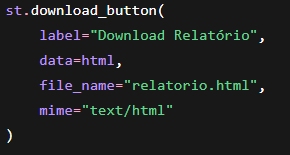 st.download_button(
    label="Download Relatório",
    data=html,
    file_name="relatorio.html",
    mime="text/html"
)